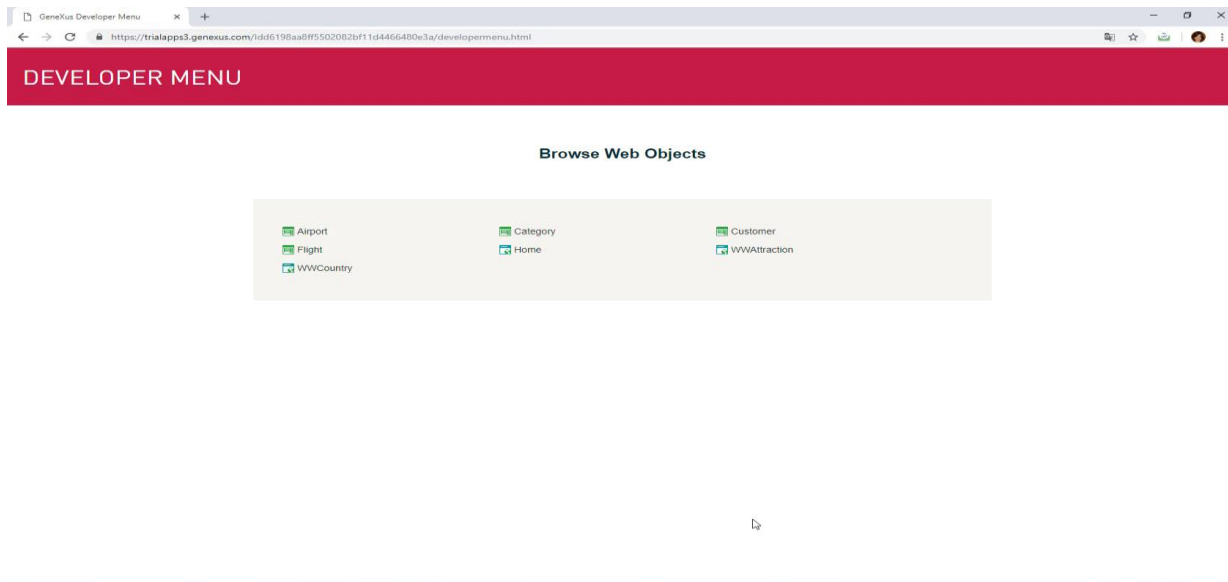 GeneXus Developer Menu
https://trialapps3.genexus.com/Idd6198aa8ff5502082bf11d4466480e3a/developermenu.html
DEVELOPER MENU
Browse Web Objects
Airport Category Customer
Flight Home WWAttraction
WWCountry